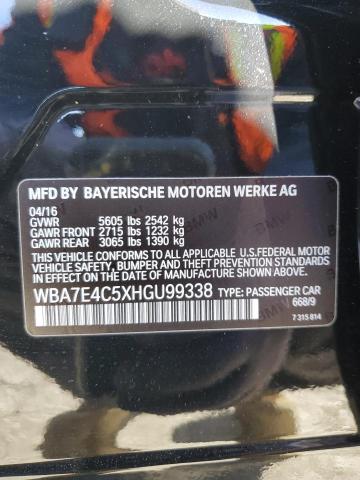 MFD BY BAYERISCHE MOTOREN WERKE AG
04/16
GVWR 5605 lbs 2542 kg
GAWR FRONT 2715 lbs 1232 kg
GAWR REAR 3065 lbs 1390 kg
THIS VEHICLE CONFORMS TO ALL APPLICABLE U.S.FEDERAL
MOTOR VEHICLE SAFETY, BUMPER AND THEFT PREVENTION
STANDARDS IN EFFECT ON THE DATE OF MANUFACTURE SHOWN ABOVE.
WBA7E4C5XHGU99338 TYPE: PASSENGER CAR
668/9
7 315 814